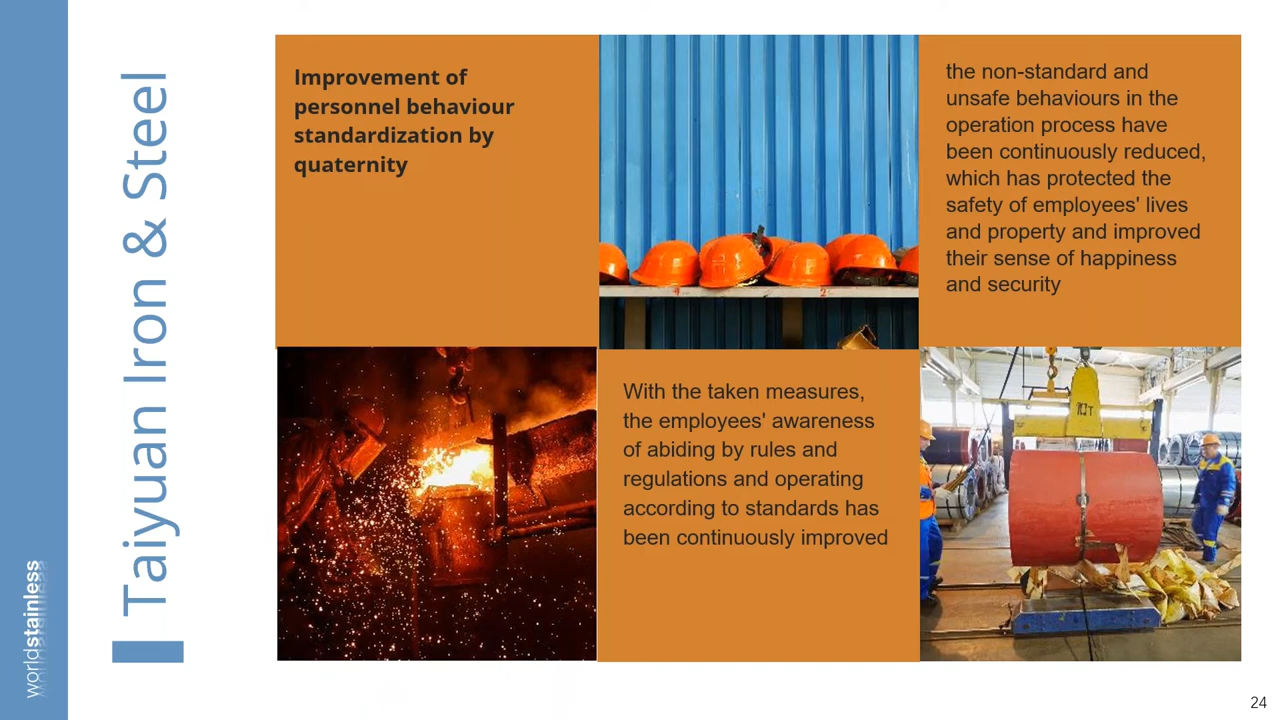 worldstainless
Taiyuan Iron & Steel
Improvement of
personnel behaviour
standardization by
quaternity
the non-standard and
unsafe behaviours in the
operation process have
been continuously reduced,
which has protected the
safety of employees' lives
and property and improved
their sense of happiness
and security
With the taken measures,
the employees' awareness
of abiding by rules and
regulations and operating
according to standards has
been continuously improved
24